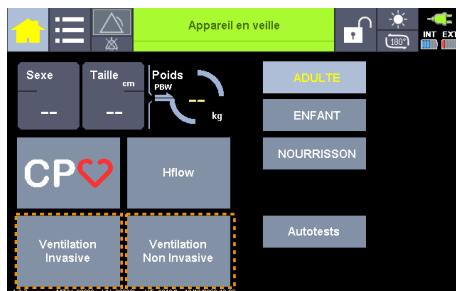 Appareil en veille
180°
INT EXT
Sexe
--
Taille
cm
--
Poids
PBW
--
kg
ADULTE
ENFANT
NOURRISSON
CP
Hflow
Ventilation
Invasive
Ventilation
Non Invasive
Autotests